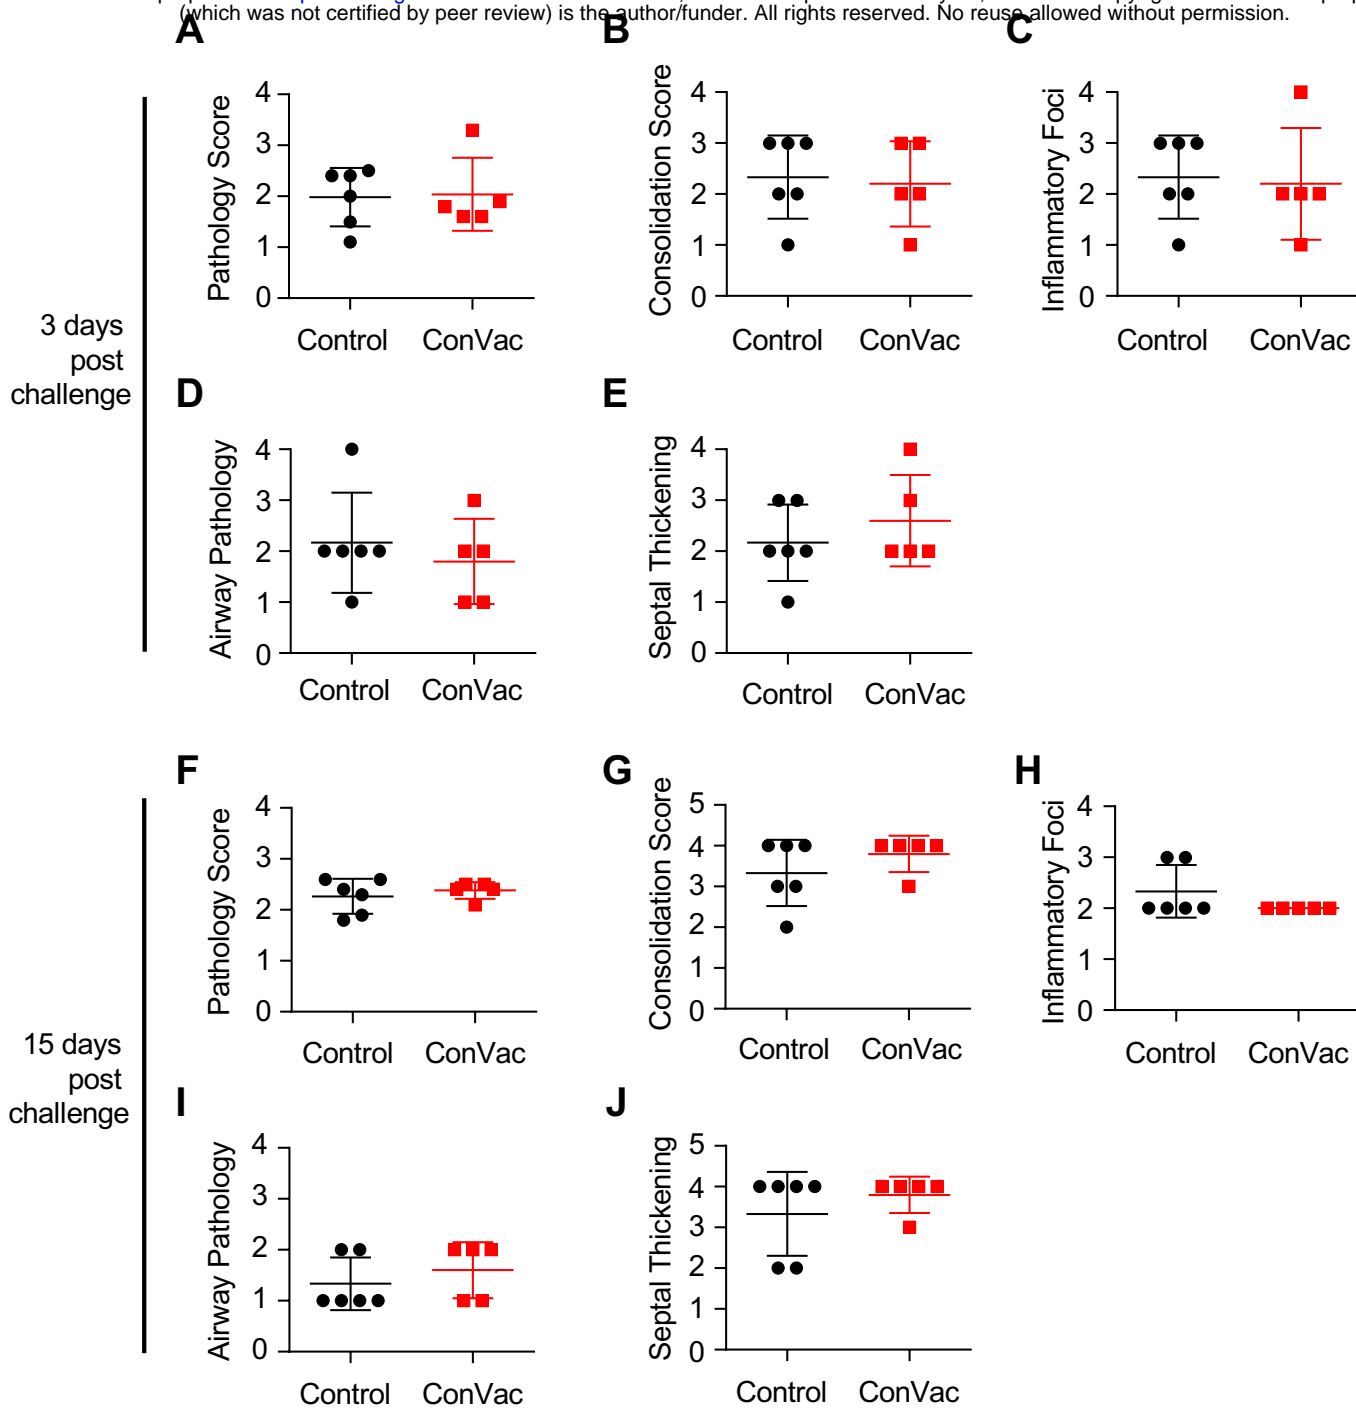 (which was not certified by peer review) is the author/funder. All rights reserved. No reuse allowed without permission.
A
B
C
3 days
post
challenge
Pathology Score
4
3
2
1
0
Control ConVac
Consolidation Score
4
3
2
1
0
Control ConVac
Inflammatory Foci
4
3
2
1
0
Control ConVac
D
E
Airway Pathology
4
3
2
1
0
Control ConVac
Septal Thickening
4
3
2
1
0
Control ConVac
F
G
H
15 days
post
challenge
Pathology Score
4
3
2
1
0
Control ConVac
Consolidation Score
5
4
3
2
1
0
Control ConVac
Inflammatory Foci
4
3
2
1
0
Control ConVac
I
J
Airway Pathology
4
3
2
1
0
Control ConVac
Septal Thickening
5
4
3
2
1
0
Control ConVac